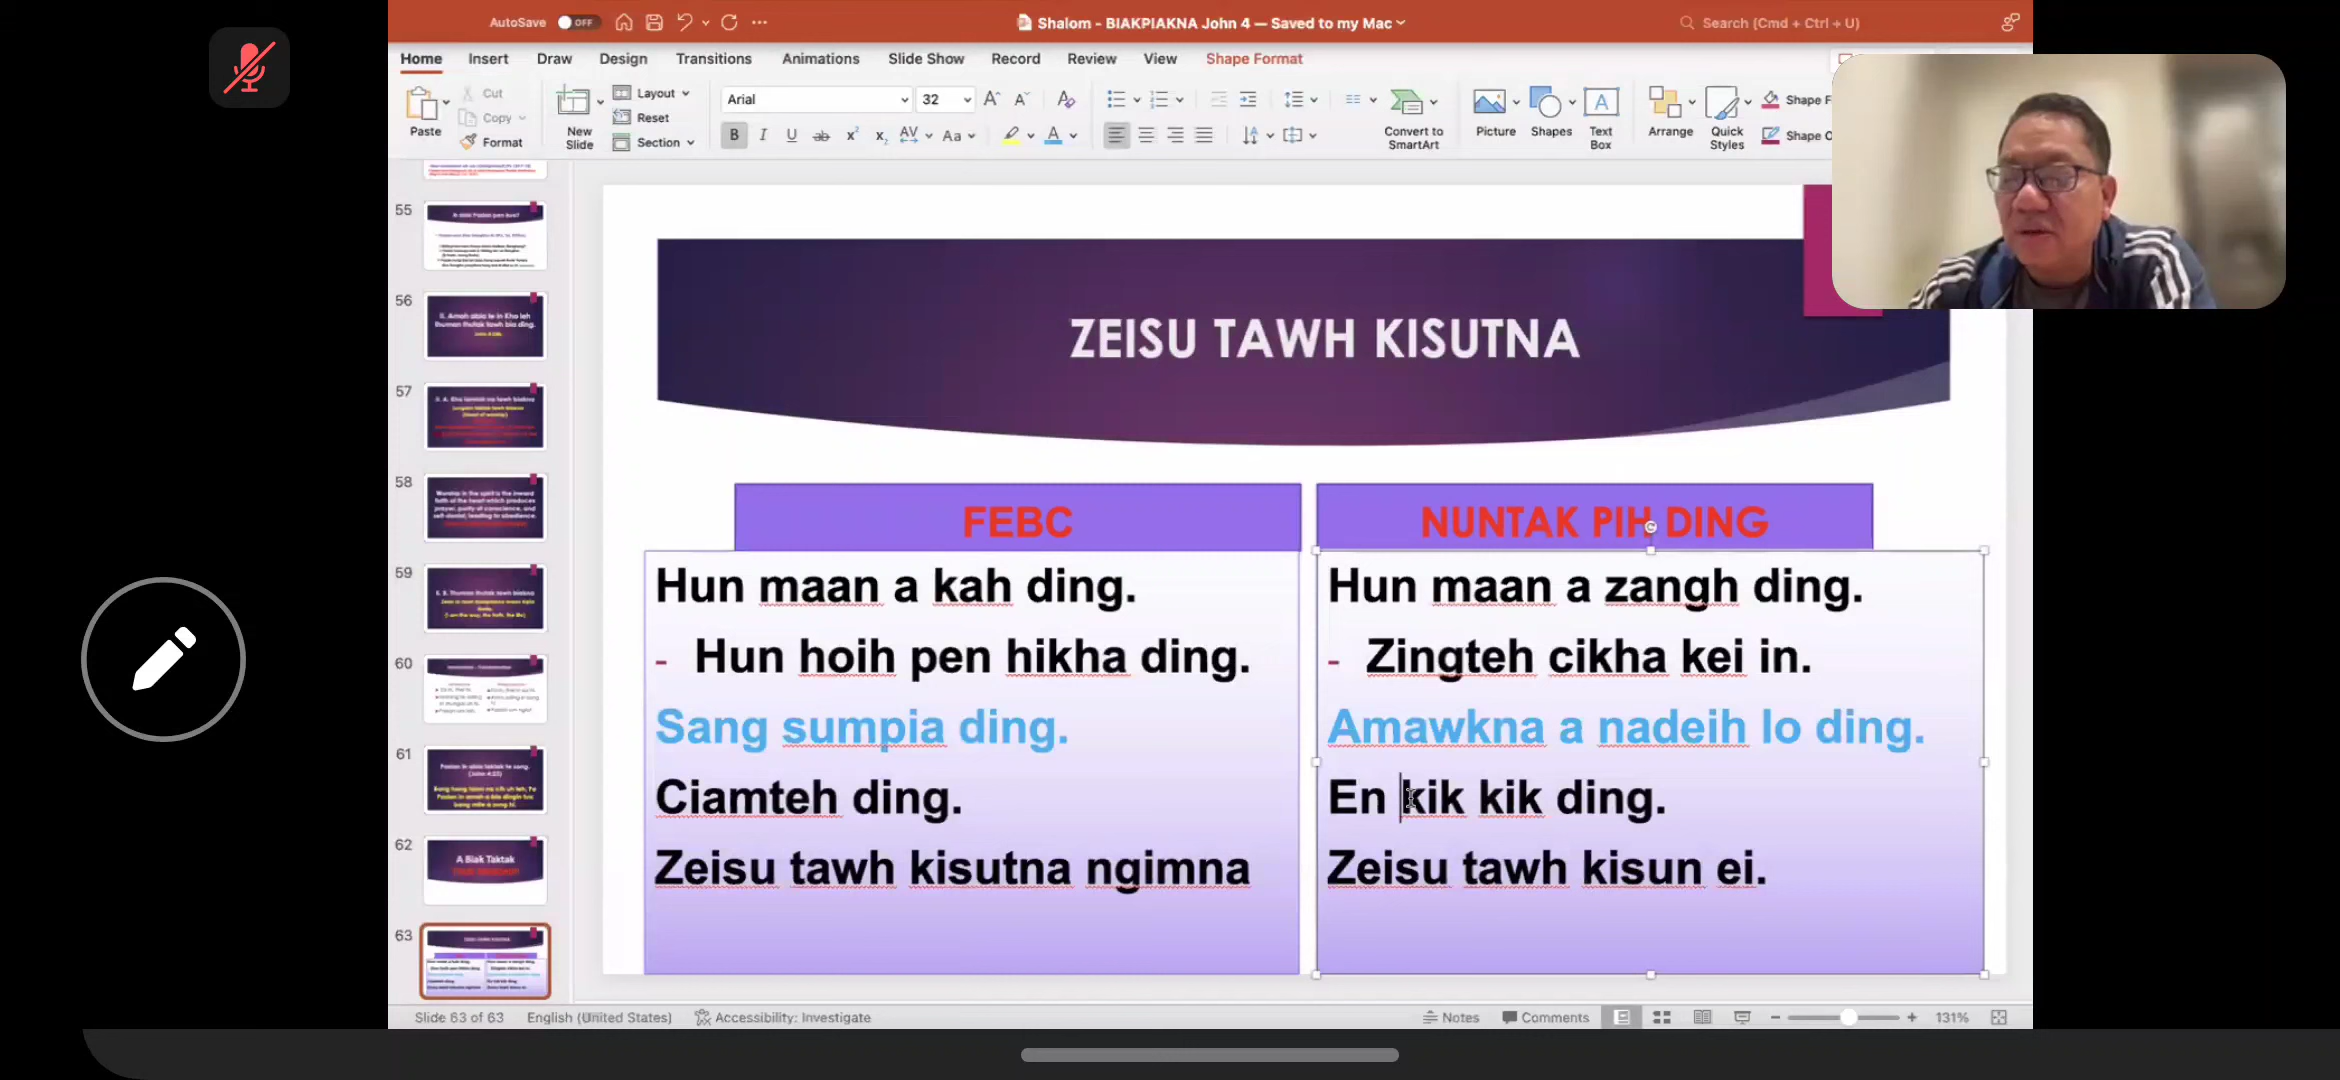 AutoSave OFF
Shalom - BIAKPIAKNA John 4 — Saved to my Mac
Search (Cmd + Ctrl + U)
Home Insert Draw Design Transitions Animations Slide Show Record Review View Shape Format
Paste
Cut
Copy
Format
New Slide
Layout
Reset
Section
Arial 32
Convert to SmartArt
Picture
Shapes
Text Box
Arrange
Quick Styles
Shape F
Shape O
55
56
57
58
59
60
61
62
A Biak Taktak
63
ZEISU TAWH KISUTNA
FEBC
Hun maan a kah ding.
- Hun hoih pen hikha ding.
Sang sumpia ding.
Ciamteh ding.
Zeisu tawh kisutna ngimna
NUNTAK PIH DING
Hun maan a zangh ding.
- Zingteh cikha kei in.
Amawkna a nadeih lo ding.
En kik kik ding.
Zeisu tawh kisun ei.
Slide 63 of 63
English (United States)
Accessibility: Investigate
Notes
Comments
131%